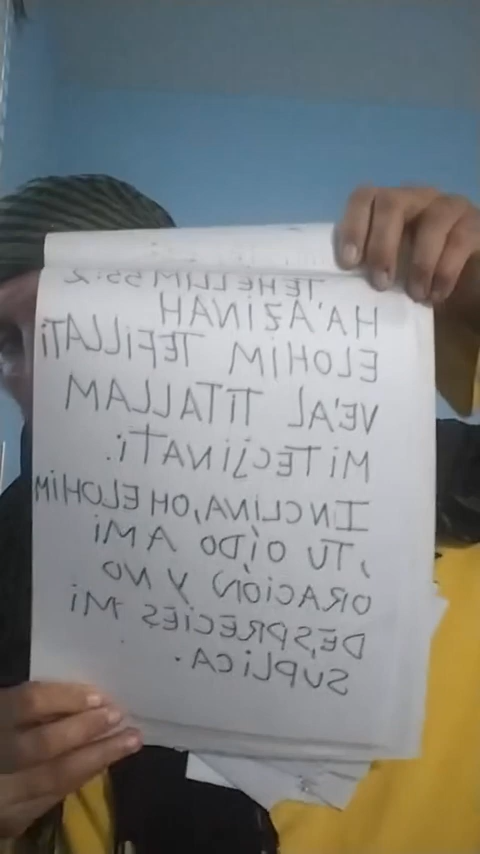 TEHELLIM 55:2
HA'AZiNAH
ELOHiM TEFiLLATi
VE'AL TiTALLAM
MiTECJiNATi.
INCLiNA, OH ELOHiM
, TU OÍDO A Mi
ORACIÓN Y NO
DESPRECIES Mi
SUPLiCA.